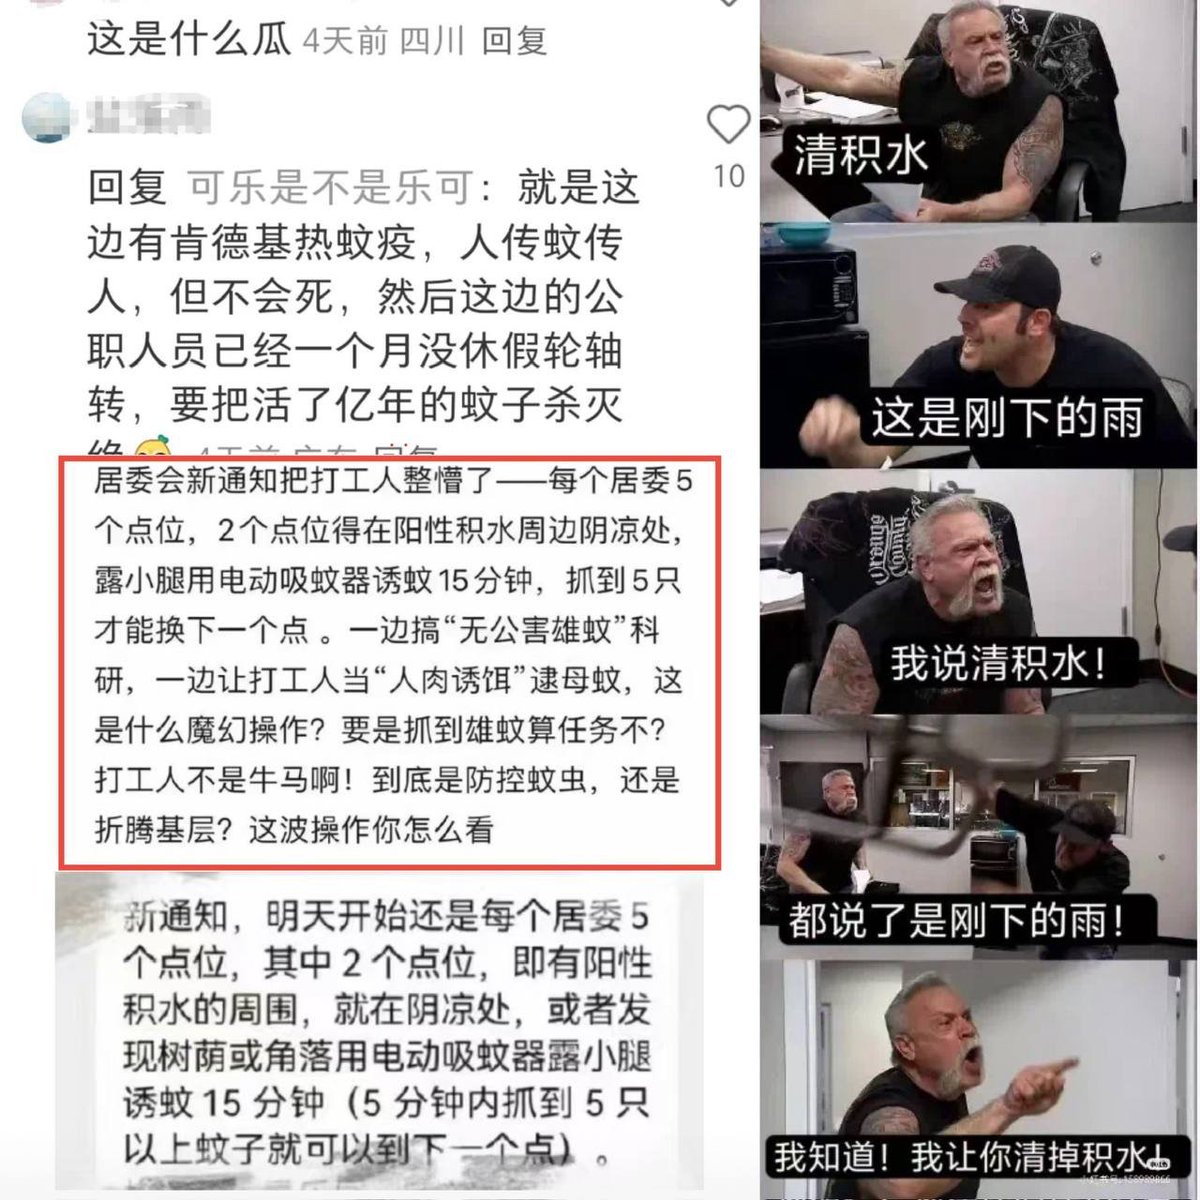 这是什么瓜 4天前 四川 回复
10
回复 可乐是不是乐可：就是这
边有肯德基热蚊疫，人传蚊传
人，但不会死，然后这边的公
职人员已经一个月没休假轮轴
转，要把活了亿年的蚊子杀灭
居委会新通知把打工人整懵了——每个居委5
个点位，2个点位得在阳性积水周边阴凉处，
露小腿用电动吸蚊器诱蚊15分钟，抓到5只
才能换下一个点 。一边搞“无公害雄蚊”科
研，一边让打工人当“人肉诱饵”逮母蚊，这
是什么魔幻操作？要是抓到雄蚊算任务不？
打工人不是牛马啊！到底是防控蚊虫，还是
折腾基层？这波操作你怎么看
新通知，明天开始还是每个居委5
个点位，其中2个点位，即有阳性
积水的周围，就在阴凉处，或者发
现树荫或角落用电动吸蚊器露小腿
诱蚊15分钟（5分钟内抓到5只
以上蚊子就可以到下一个点）。
清积水
这是刚下的雨
Orange County
我说清积水！
都说了是刚下的雨！
我知道！我让你清掉积水！